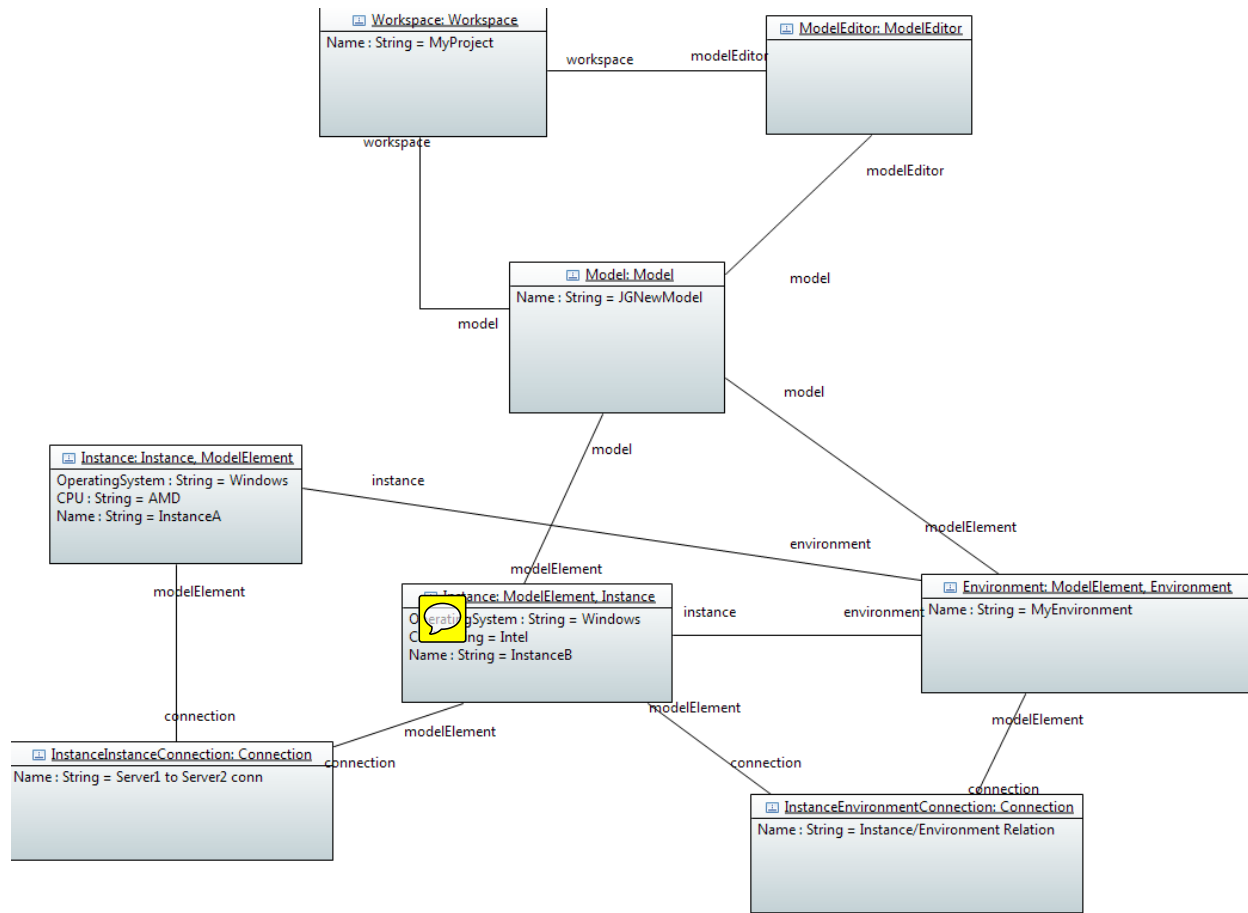 Workspace: Workspace
Name : String = MyProject
ModelEditor: ModelEditor
workspace
modelEditor
workspace
modelEditor
Model: Model
Name : String = JGNewModel
model
model
model
model
Instance: Instance, ModelElement
OperatingSystem : String = Windows
CPU : String = AMD
Name : String = InstanceA
instance
environment
modelElement
modelElement
modelElement
Instance: ModelElement, Instance
System : String = Windows
= Intel
Name : String = InstanceB
instance
environment
Environment: ModelElement, Environment
Name : String = MyEnvironment
connection
modelElement
modelElement
modelElement
InstanceInstanceConnection: Connection
Name : String = Server1 to Server2 conn
connection
connection
connection
InstanceEnvironmentConnection: Connection
Name : String = Instance/Environment Relation